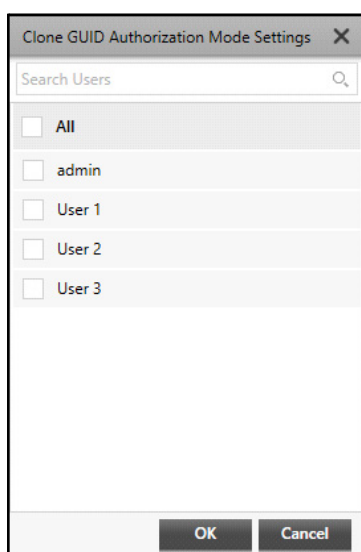 Clone GUID Authorization Mode Settings
Search Users
All
admin
User 1
User 2
User 3
OK Cancel